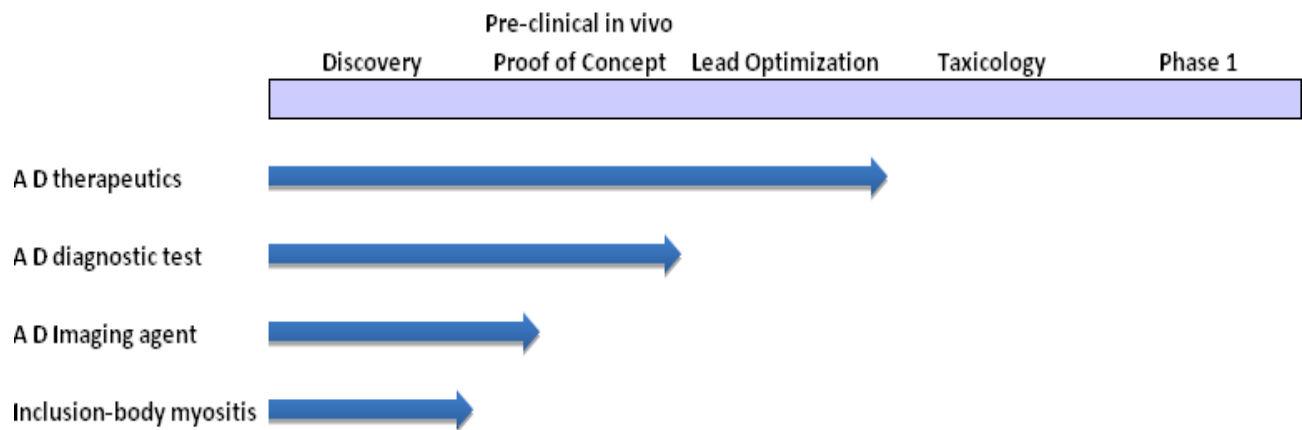 Pre-clinical in vivo
Discovery Proof of Concept Lead Optimization Taxicology Phase 1
A D therapeutics
A D diagnostic test
A D Imaging agent
Inclusion-body myositis